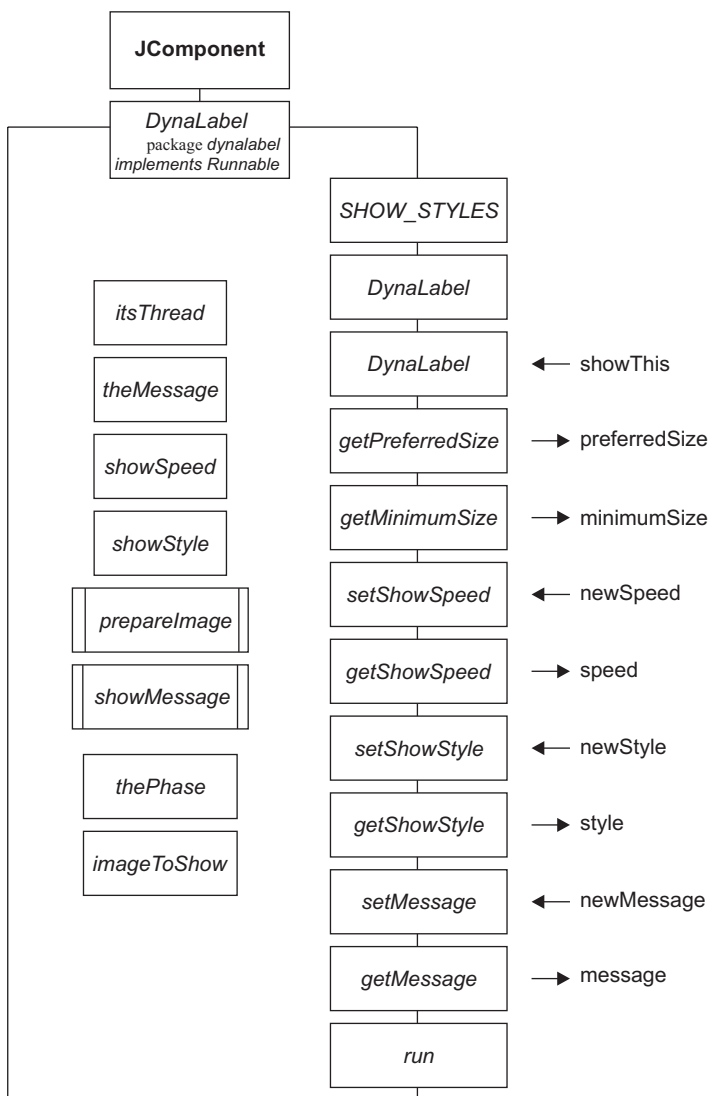 JComponent
DynaLabel
package dynalabel
implements Runnable
SHOW_STYLES
DynaLabel
itsThread
DynaLabel
showThis
theMessage
getPreferredSize
preferredSize
showSpeed
getMinimumSize
minimumSize
showStyle
setShowSpeed
newSpeed
prepareImage
getShowSpeed
speed
showMessage
setShowStyle
newStyle
thePhase
getShowStyle
style
imageToShow
setMessage
newMessage
getMessage
message
run